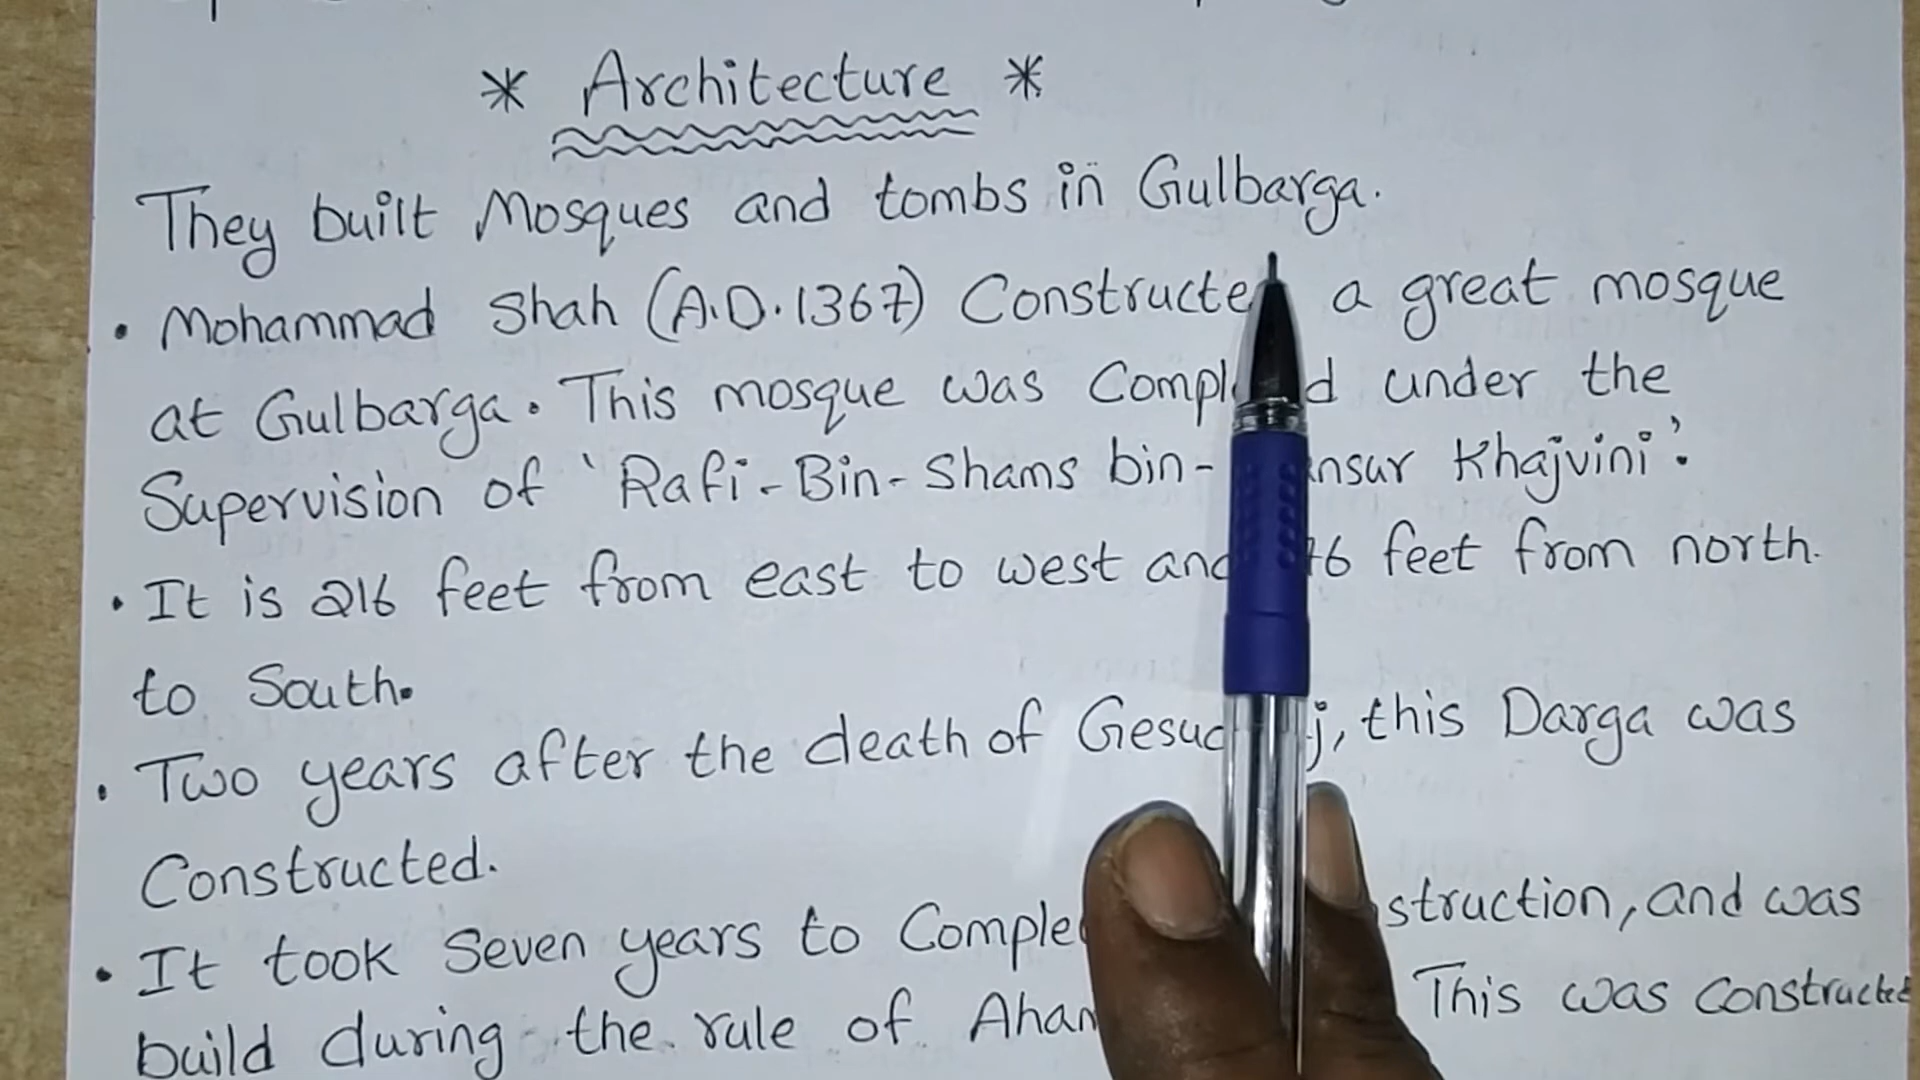 * Architecture *
They built Mosques and tombs in Gulbarga.
• Mohammad Shah (A.D. 1367) Constructe a great mosque
at Gulbarga. This mosque was Compl d under the
Supervision of 'Rafi-Bin-Shams bin- nsur Khajvini'.
• It is 216 feet from east to west and 6 feet from north
to South.
• Two years after the death of Gesud j, this Darga was
Constructed.
• It took Seven years to Comple struction, and was
build during the rule of Aham This was constructed